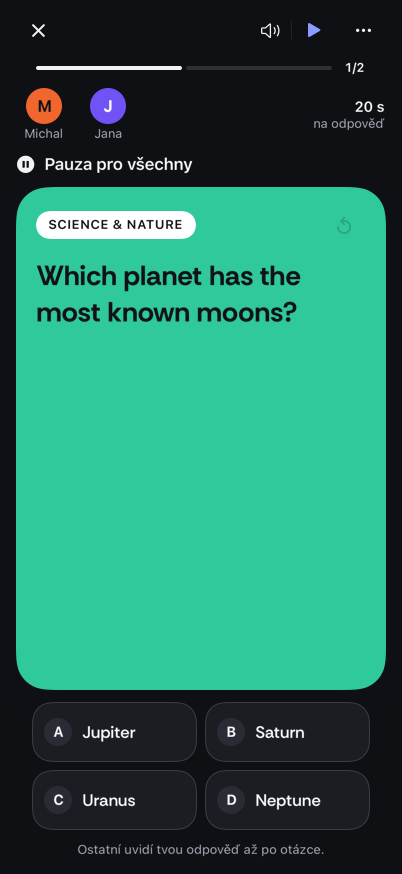 1/2
M
J
Michal
Jana
20 s
na odpověď
Pauza pro všechny
SCIENCE & NATURE
Which planet has the
most known moons?
A Jupiter
B Saturn
C Uranus
D Neptune
Ostatní uvidí tvou odpověď až po otázce.